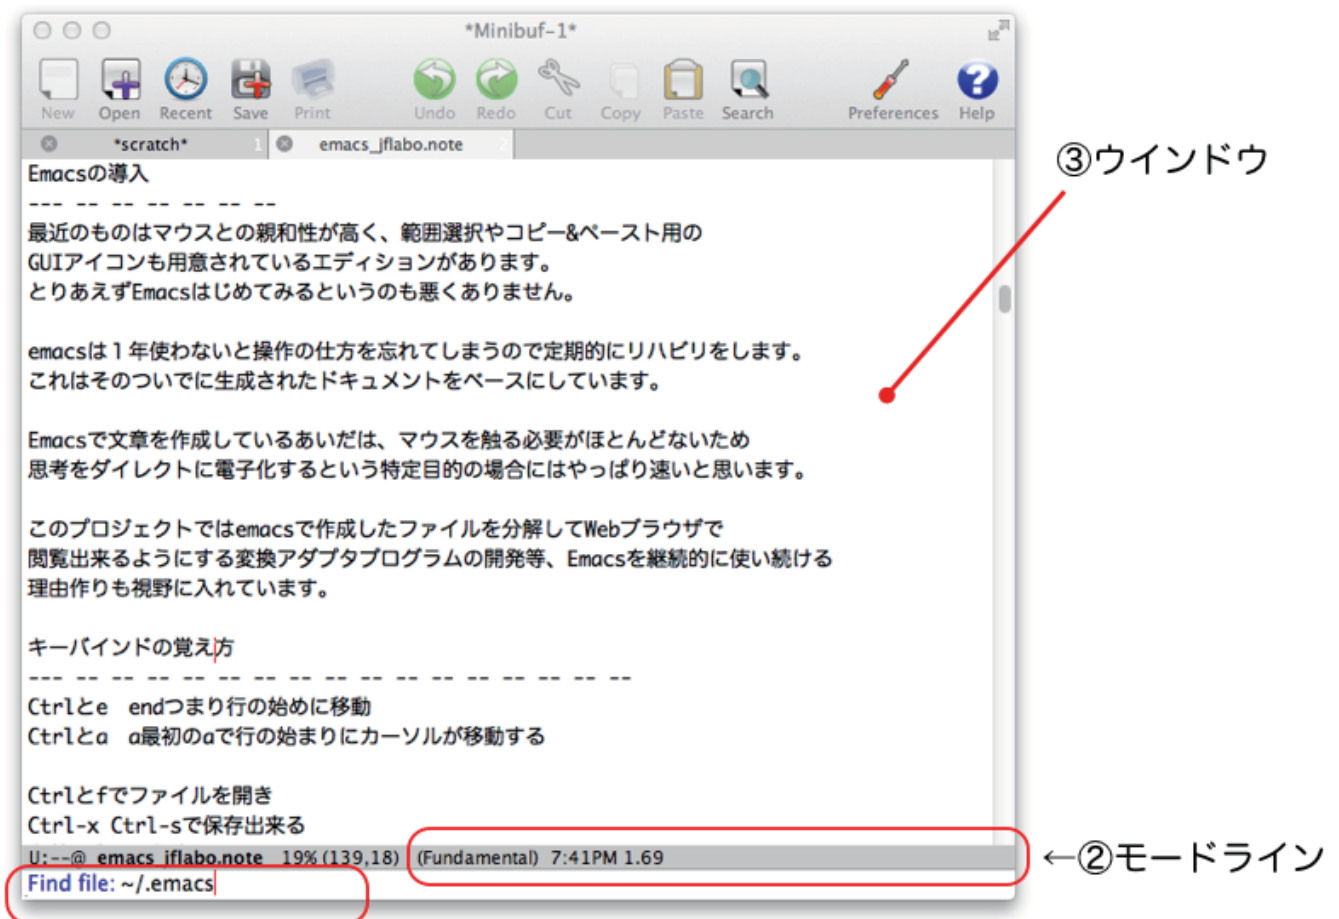 *Minibuf-1*
New Open Recent Save Print Undo Redo Cut Copy Paste Search Preferences Help
*scratch* 1 emacs_jflabo.note 2
Emacsの導入
--- -- -- -- -- -- --
最近のものはマウスとの親和性が高く、範囲選択やコピー&ペースト用の
GUIアイコンも用意されているエディションがあります。
とりあえずEmacsはじめてみるというのも悪くありません。
emacsは１年使わないと操作の仕方を忘れてしまうので定期的にリハビリをします。
これはそのついでに生成されたドキュメントをベースにしています。
Emacsで文章を作成しているあいだは、マウスを触る必要がほとんどないため
思考をダイレクトに電子化するという特定目的の場合にはやっぱり速いと思います。
このプロジェクトではemacsで作成したファイルを分解してWebブラウザで
閲覧出来るようにする変換アダプタプログラムの開発等、Emacsを継続的に使い続ける
理由作りも視野に入れています。
キーバインドの覚え方
--- -- -- -- -- -- -- -- -- -- -- -- -- -- -- -- --
Ctrlとe　endつまり行の始めに移動
Ctrlとa　a最初のaで行の始まりにカーソルが移動する
Ctrlとfでファイルを開き
Ctrl-x Ctrl-sで保存出来る
U:--@ emacs_jflabo.note 19% (139,18) (Fundamental) 7:41PM 1.69
Find file: ~/.emacs
③ウインドウ
←②モードライン